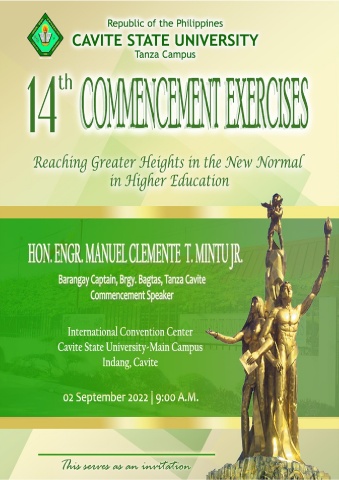 Republic of the Philippines
CAVITE STATE UNIVERSITY
Tanza Campus
14th COMMENCEMENT EXERCISES
Reaching Greater Heights in the New Normal
in Higher Education
HON. ENGR. MANUEL CLEMENTE T. MINTU JR.
Barangay Captain, Brgy. Bagtas, Tanza Cavite
Commencement Speaker
International Convention Center
Cavite State University-Main Campus
Indang, Cavite
02 September 2022 | 9:00 A.M.
This serves as an invitation